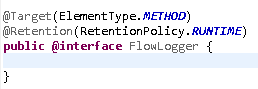 @Target(ElementType.METHOD)
@Retention(RetentionPolicy.RUNTIME)
public @interface FlowLogger {
}